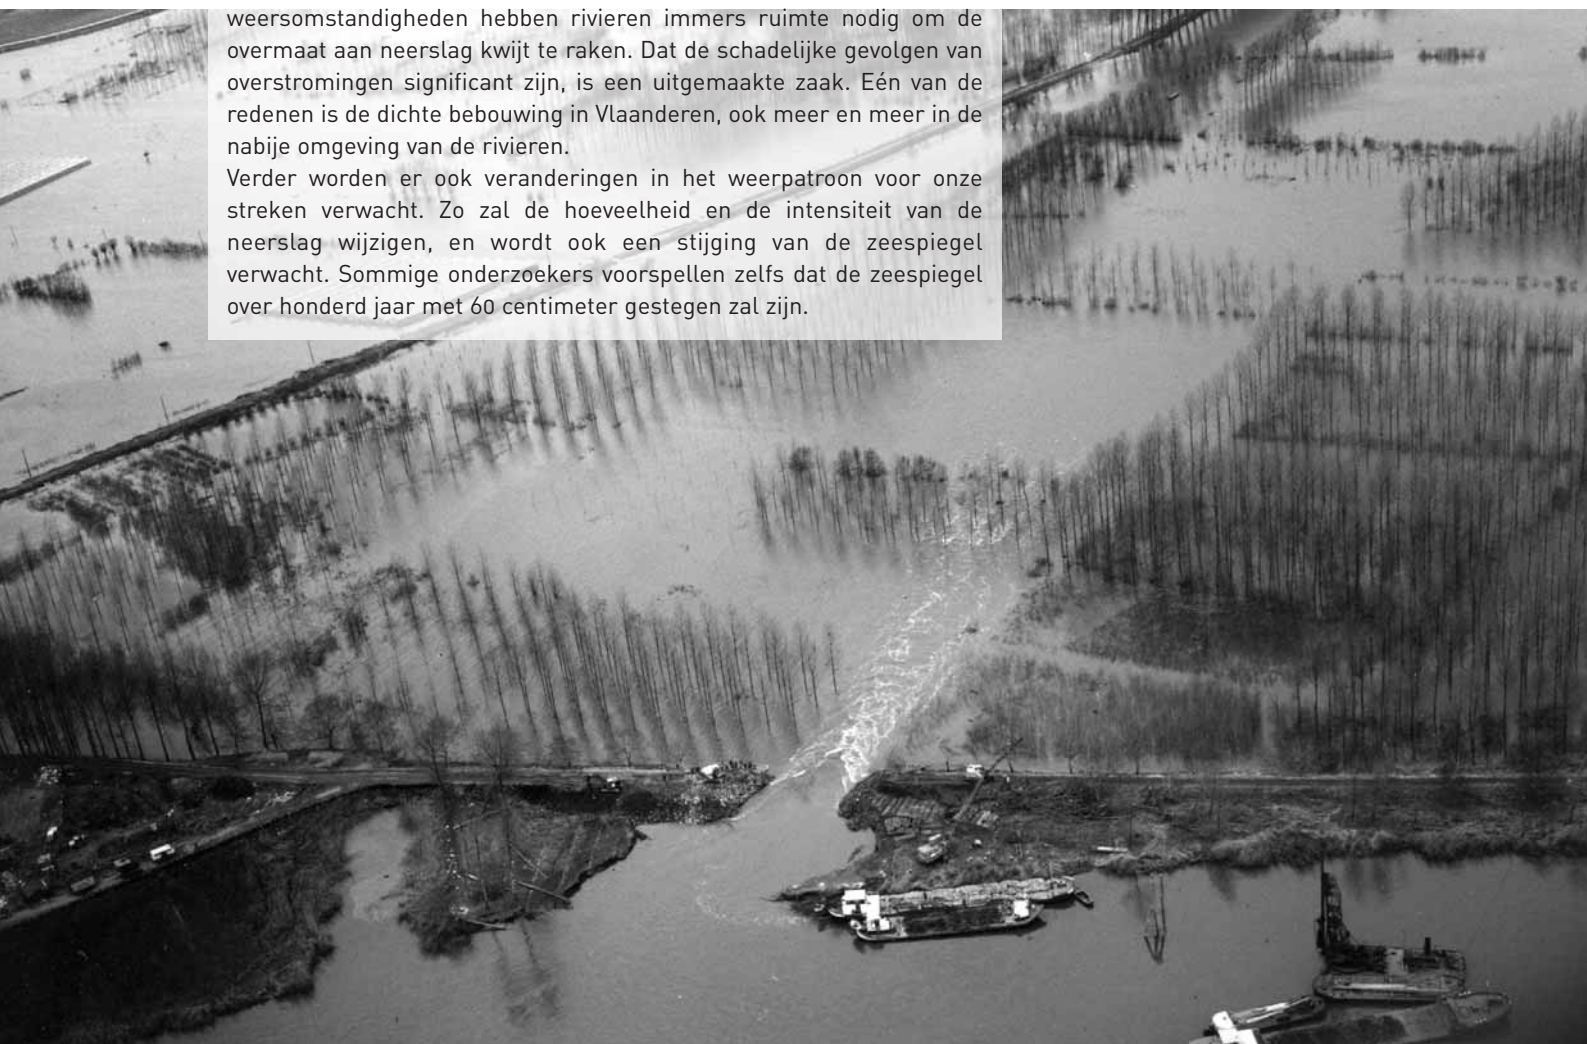 weersomstandigheden hebben rivieren immers ruimte nodig om de
overmaat aan neerslag kwijt te raken. Dat de schadelijke gevolgen van
overstromingen significant zijn, is een uitgemaakte zaak. Eén van de
redenen is de dichte bebouwing in Vlaanderen, ook meer en meer in de
nabije omgeving van de rivieren.
Verder worden er ook veranderingen in het weerpatroon voor onze
streken verwacht. Zo zal de hoeveelheid en de intensiteit van de
neerslag wijzigen, en wordt ook een stijging van de zeespiegel
verwacht. Sommige onderzoekers voorspellen zelfs dat de zeespiegel
over honderd jaar met 60 centimeter gestegen zal zijn.